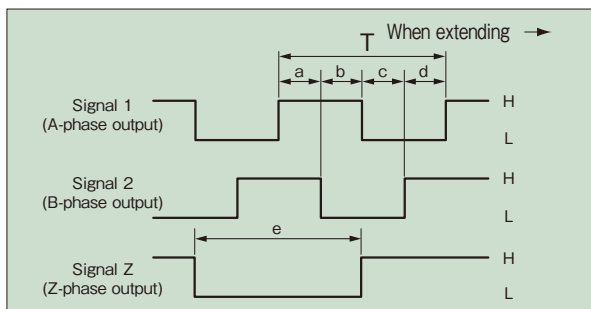 When extending
T
a b c d
Signal 1
(A-phase output)
H
L
Signal 2
(B-phase output)
H
L
e
Signal Z
(Z-phase output)
H
L